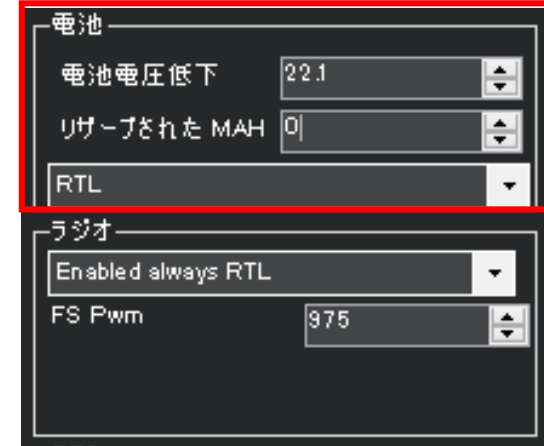 電池
電池電圧低下 22.1
リザーブされた MAH 0
RTL
ラジオ
Enabled always RTL
FS Pwm 975